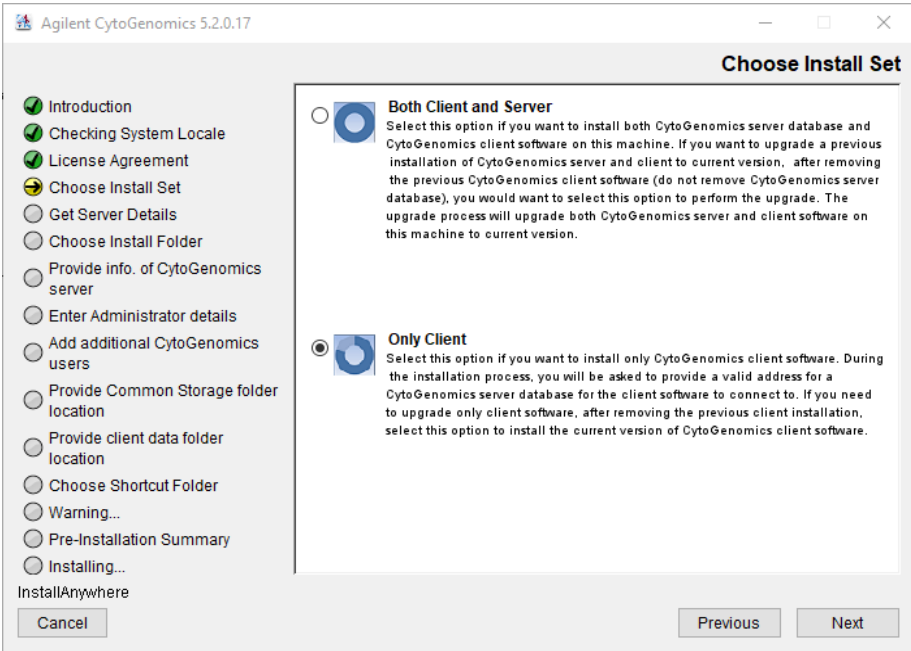 Agilent CytoGenomics 5.2.0.17
Choose Install Set
Introduction
Checking System Locale
License Agreement
Choose Install Set
Get Server Details
Choose Install Folder
Provide info. of CytoGenomics
server
Enter Administrator details
Add additional CytoGenomics
users
Provide Common Storage folder
location
Provide client data folder
location
Choose Shortcut Folder
Warning...
Pre-Installation Summary
Installing...
Both Client and Server
Select this option if you want to install both CytoGenomics server database and
CytoGenomics client software on this machine. If you want to upgrade a previous
installation of CytoGenomics server and client to current version, after removing
the previous CytoGenomics client software (do not remove CytoGenomics server
database), you would want to select this option to perform the upgrade. The
upgrade process will upgrade both CytoGenomics server and client software on
this machine to current version.
Only Client
Select this option if you want to install only CytoGenomics client software. During
the installation process, you will be asked to provide a valid address for a
CytoGenomics server database for the client software to connect to. If you need
to upgrade only client software, after removing the previous client installation,
select this option to install the current version of CytoGenomics client software.
InstallAnywhere
Cancel
Previous
Next